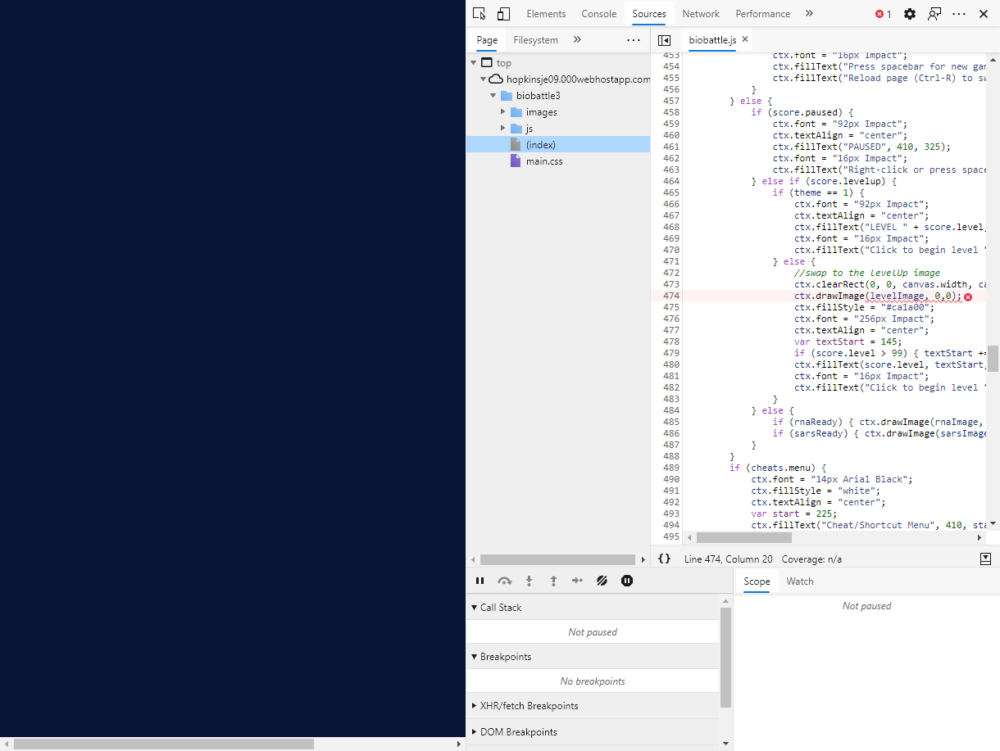 Elements Console Sources Network Performance 1
Page Filesystem
biobattle.js
top
hopkinsje09.000webhostapp.com
biobattle3
images
js
(index)
main.css
453 ctx.font = "16px Impact";
454 ctx.fillText("Press spacebar for new gam
455 ctx.fillText("Reload page (Ctrl-R) to sw
456 }
457 } else {
458 if (score.paused) {
459 ctx.font = "92px Impact";
460 ctx.textAlign = "center";
461 ctx.fillText("PAUSED", 410, 325);
462 ctx.font = "16px Impact";
463 ctx.fillText("Right-click or press space
464 } else if (score.levelup) {
465 if (theme == 1) {
466 ctx.font = "92px Impact";
467 ctx.textAlign = "center";
468 ctx.fillText("LEVEL " + score.level,
469 ctx.font = "16px Impact";
470 ctx.fillText("Click to begin level "
471 } else {
472 //swap to the levelUp image
473 ctx.clearRect(0, 0, canvas.width, ca
474 ctx.drawImage(levelImage, 0,0);
475 ctx.fillStyle = "#ca1a00";
476 ctx.font = "256px Impact";
477 ctx.textAlign = "center";
478 var textStart = 145;
479 if (score.level > 99) { textStart +=
480 ctx.fillText(score.level, textStart,
481 ctx.font = "16px Impact";
482 ctx.fillText("Click to begin level "
483 }
484 } else {
485 if (rnaReady) { ctx.drawImage(rnaImage,
486 if (sarsReady) { ctx.drawImage(sarsImage
487 }
488 }
489 if (cheats.menu) {
490 ctx.font = "14px Arial Black";
491 ctx.fillStyle = "white";
492 ctx.textAlign = "center";
493 var start = 225;
494 ctx.fillText("Cheat/Shortcut Menu", 410, sta
495
{} Line 474, Column 20 Coverage: n/a
Scope Watch
Not paused
Call Stack
Not paused
Breakpoints
No breakpoints
XHR/fetch Breakpoints
DOM Breakpoints